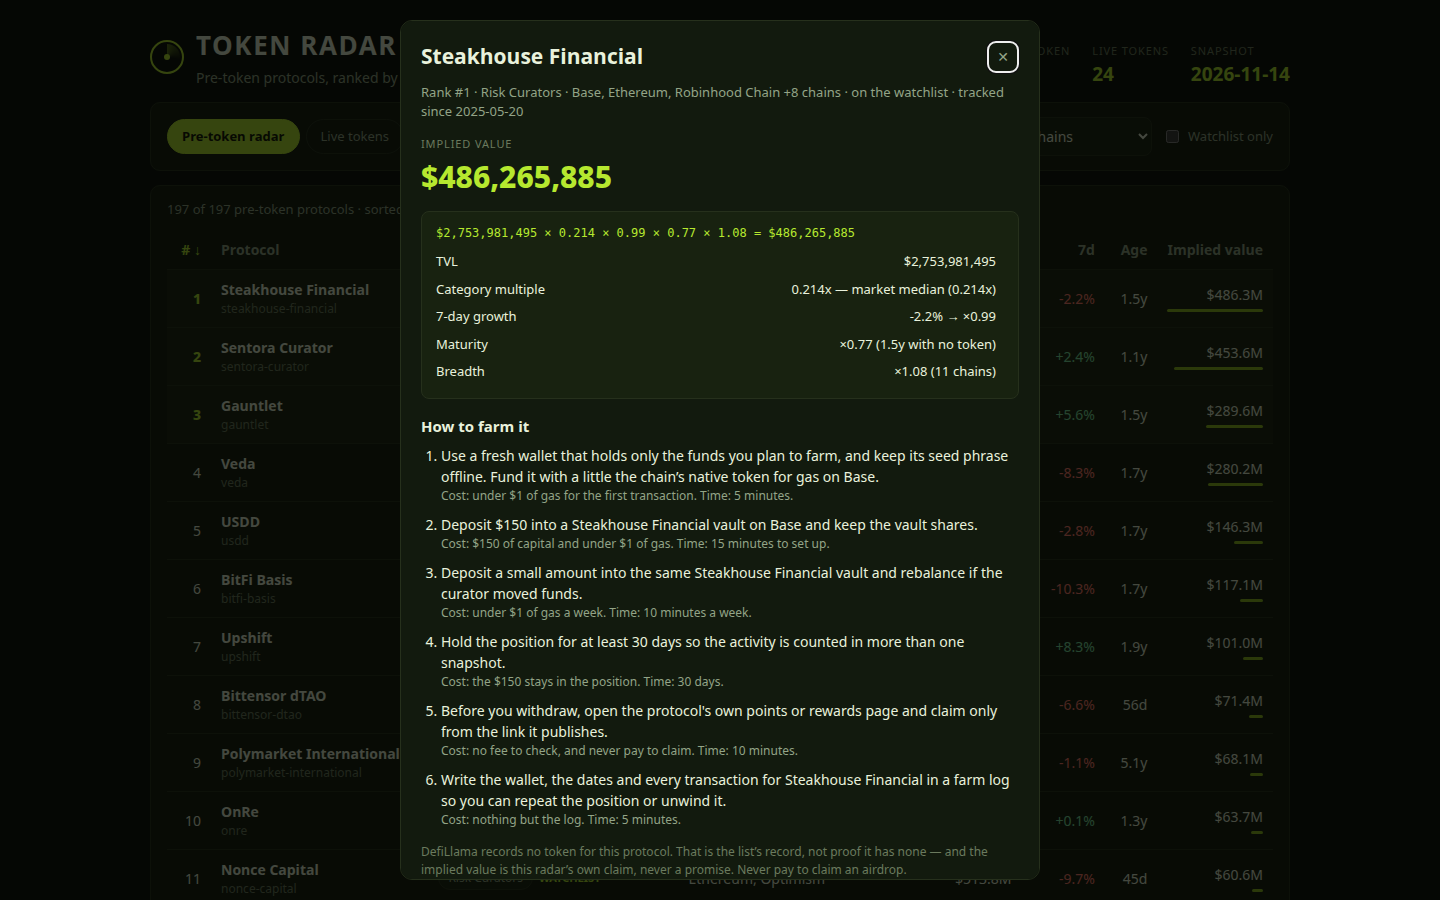 TOKEN RADAR
Pre-token protocols, ranked by
OKEN
LIVE TOKENS
24
SNAPSHOT
2026-11-14
Pre-token radar
Live tokens
hains
Watchlist only
197 of 197 pre-token protocols · sorted
# ↓ Protocol 7d Age Implied value
1 Steakhouse Financial -2.2% 1.5y $486.3M
steakhouse-financial
2 Sentora Curator +2.4% 1.1y $453.6M
sentora-curator
3 Gauntlet +5.6% 1.5y $289.6M
gauntlet
4 Veda -8.3% 1.7y $280.2M
veda
5 USDD -2.8% 1.7y $146.3M
usdd
6 BitFi Basis -10.3% 1.7y $117.1M
bitfi-basis
7 Upshift +8.3% 1.9y $101.0M
upshift
8 Bittensor dTAO -6.6% 56d $71.4M
bittensor-dtao
9 Polymarket International -1.1% 5.1y $68.1M
polymarket-international
10 OnRe +0.1% 1.3y $63.7M
onre
11 Nonce Capital Ethereum, Optimism -9.7% 45d $60.6M
nonce-capital
Steakhouse Financial
×
Rank #1 · Risk Curators · Base, Ethereum, Robinhood Chain +8 chains · on the watchlist · tracked
since 2025-05-20
IMPLIED VALUE
$486,265,885
$2,753,981,495 × 0.214 × 0.99 × 0.77 × 1.08 = $486,265,885
TVL $2,753,981,495
Category multiple 0.214x — market median (0.214x)
7-day growth -2.2% → ×0.99
Maturity ×0.77 (1.5y with no token)
Breadth ×1.08 (11 chains)
How to farm it
1. Use a fresh wallet that holds only the funds you plan to farm, and keep its seed phrase
offline. Fund it with a little the chain’s native token for gas on Base.
Cost: under $1 of gas for the first transaction. Time: 5 minutes.
2. Deposit $150 into a Steakhouse Financial vault on Base and keep the vault shares.
Cost: $150 of capital and under $1 of gas. Time: 15 minutes to set up.
3. Deposit a small amount into the same Steakhouse Financial vault and rebalance if the
curator moved funds.
Cost: under $1 of gas a week. Time: 10 minutes a week.
4. Hold the position for at least 30 days so the activity is counted in more than one
snapshot.
Cost: the $150 stays in the position. Time: 30 days.
5. Before you withdraw, open the protocol's own points or rewards page and claim only
from the link it publishes.
Cost: no fee to check, and never pay to claim. Time: 10 minutes.
6. Write the wallet, the dates and every transaction for Steakhouse Financial in a farm log
so you can repeat the position or unwind it.
Cost: nothing but the log. Time: 5 minutes.
DefiLlama records no token for this protocol. That is the list’s record, not proof it has none — and the
implied value is this radar’s own claim, never a promise. Never pay to claim an airdrop.